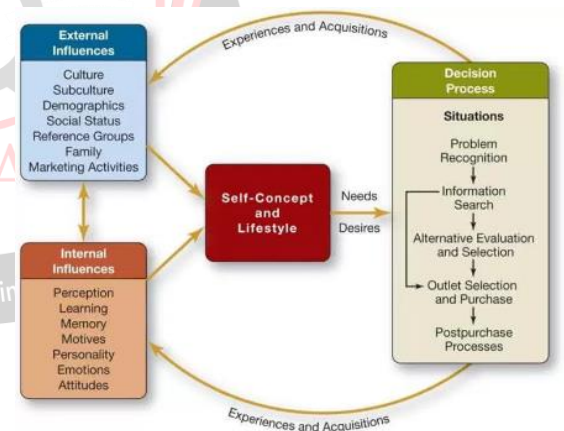 External
Influences
Culture
Subculture
Demographics
Social Status
Reference Groups
Family
Marketing Activities
Internal
Influences
Perception
Learning
Memory
Motives
Personality
Emotions
Attitudes
Experiences and Acquisitions
Self-Concept
and
Lifestyle
Needs
Desires
Decision
Process
Situations
Problem
Recognition
Information
Search
Alternative Evaluation
and Selection
Outlet Selection
and Purchase
Postpurchase
Processes
Experiences and Acquisitions